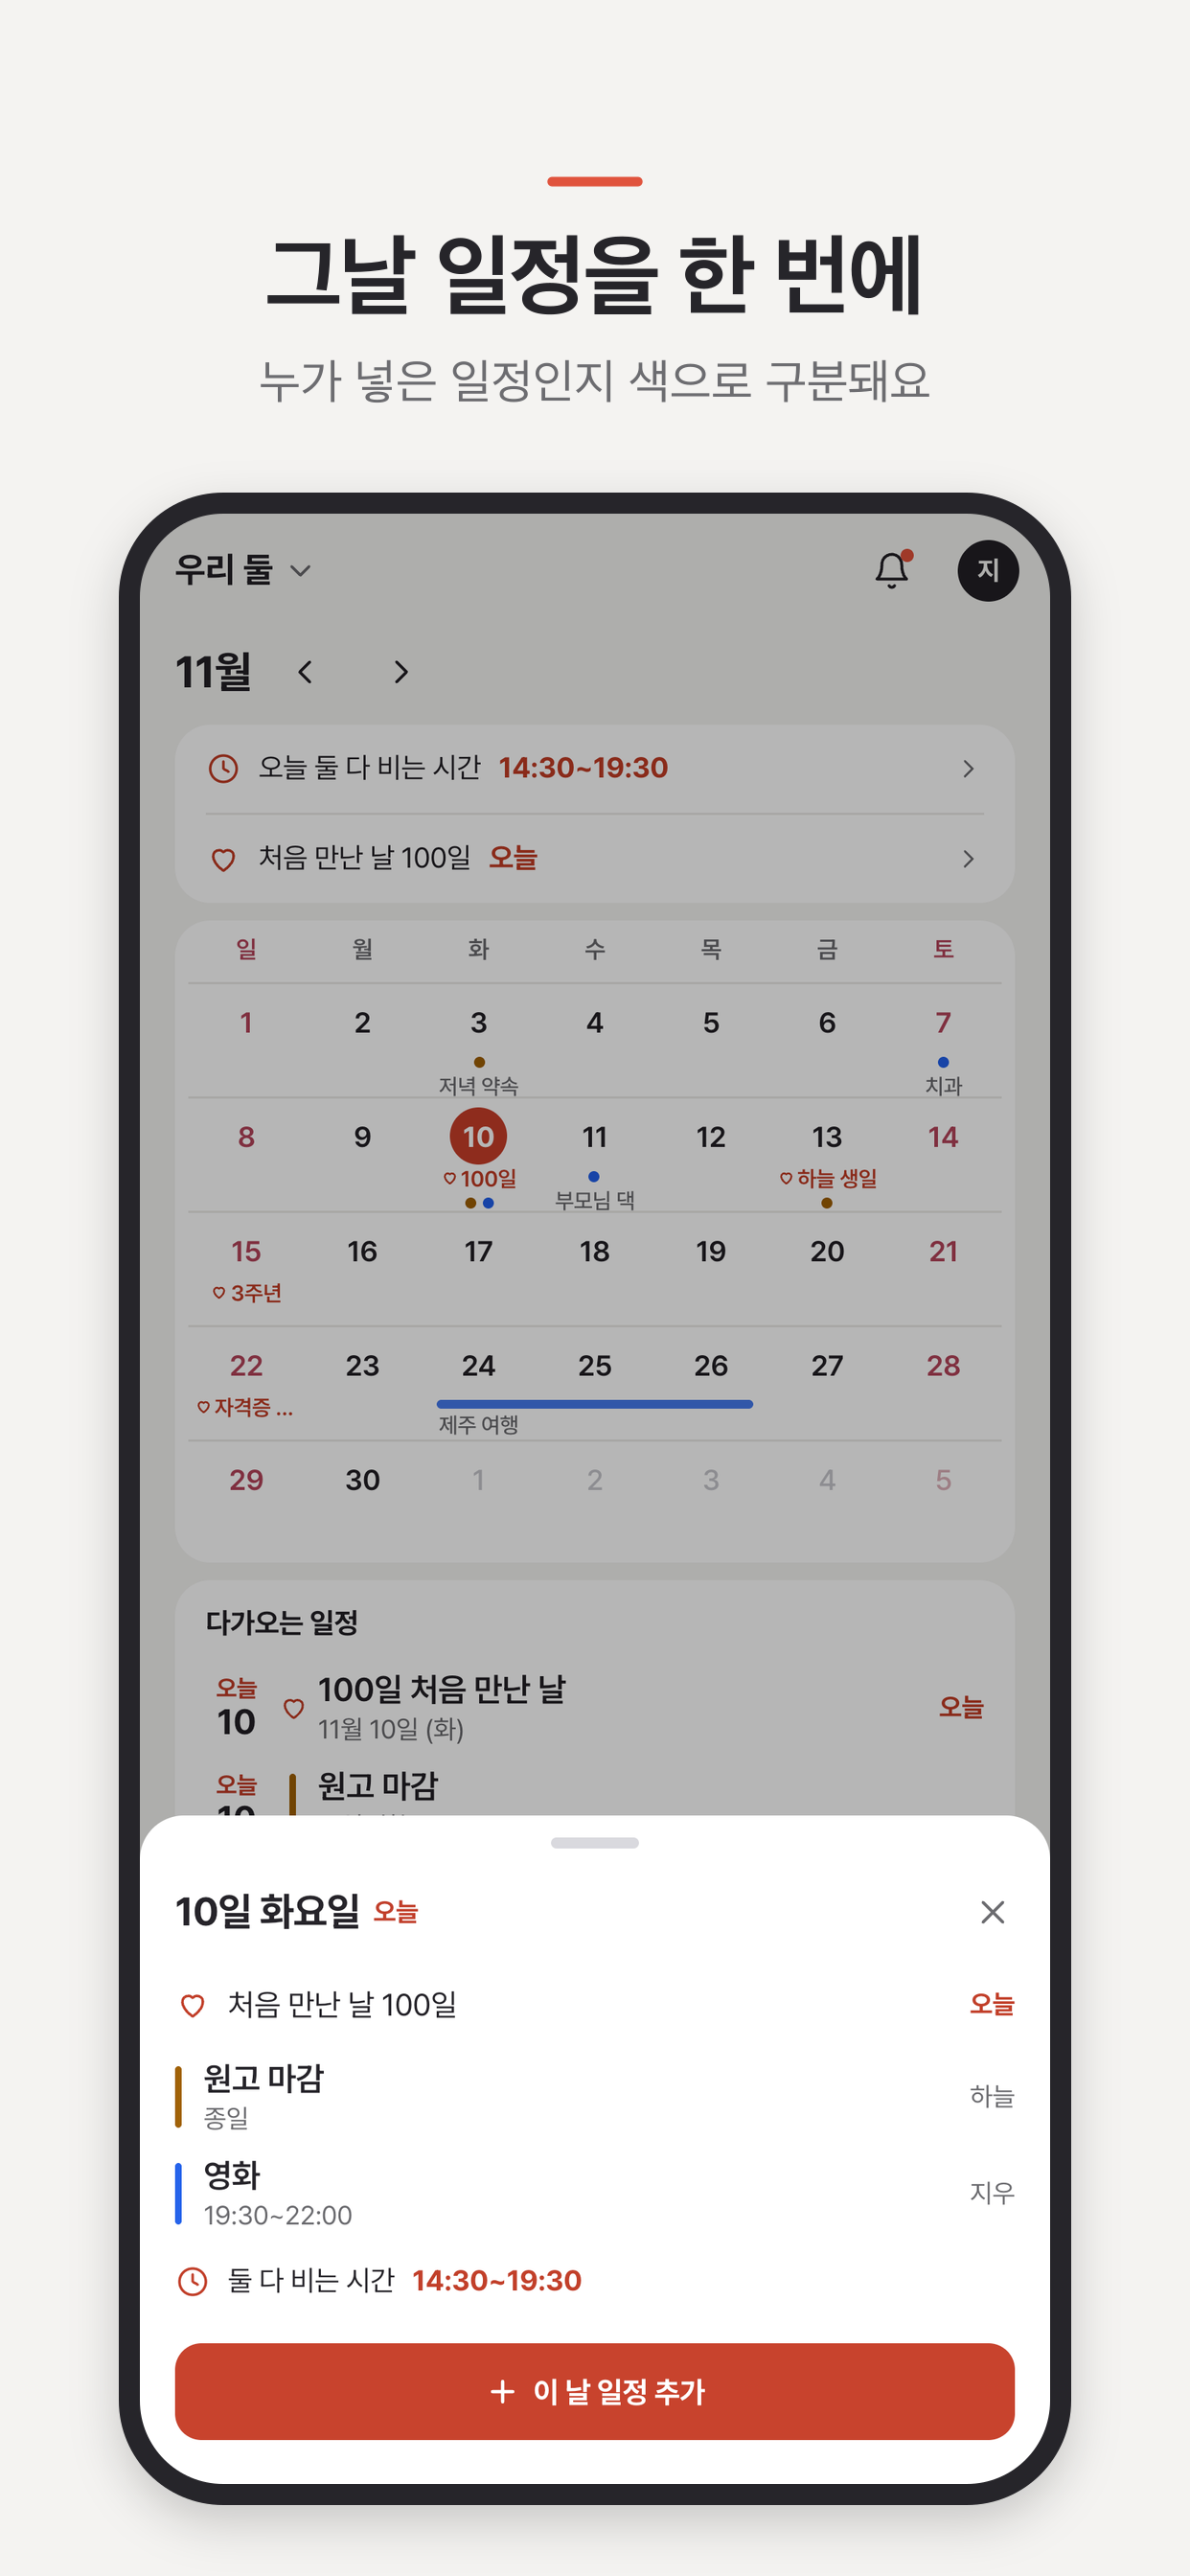 그날 일정을 한 번에
누가 넣은 일정인지 색으로 구분돼요
우리 둘
지
11월
오늘 둘 다 비는 시간 14:30~19:30
처음 만난 날 100일 오늘
일 월 화 수 목 금 토
1 2 3 4 5 6 7
저녁 약속 치과
8 9 10 11 12 13 14
100일 부모님 댁 하늘 생일
15 16 17 18 19 20 21
3주년
22 23 24 25 26 27 28
자격증 ... 제주 여행
29 30 1 2 3 4 5
다가오는 일정
오늘 100일 처음 만난 날 오늘
10 11월 10일 (화)
오늘 원고 마감
10
10일 화요일 오늘
처음 만난 날 100일 오늘
원고 마감 하늘
종일
영화 지우
19:30~22:00
둘 다 비는 시간 14:30~19:30
이 날 일정 추가